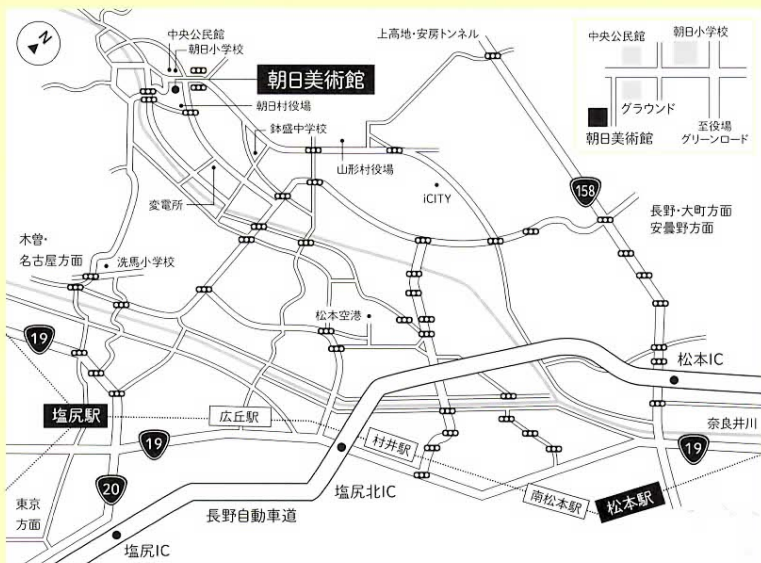 N
中央公民館
朝日小学校
朝日美術館
朝日村役場
鉢盛中学校
変電所
山形村役場
iCITY
上高地・安房トンネル
158
長野・大町方面
安曇野方面
木曽・
名古屋方面
洗馬小学校
松本空港
19
塩尻駅
広丘駅
19
村井駅
塩尻北IC
松本IC
奈良井川
19
南松本駅
松本駅
20
東京
方面
長野自動車道
塩尻IC
中央公民館
朝日小学校
グラウンド
朝日美術館
至役場
グリーンロード